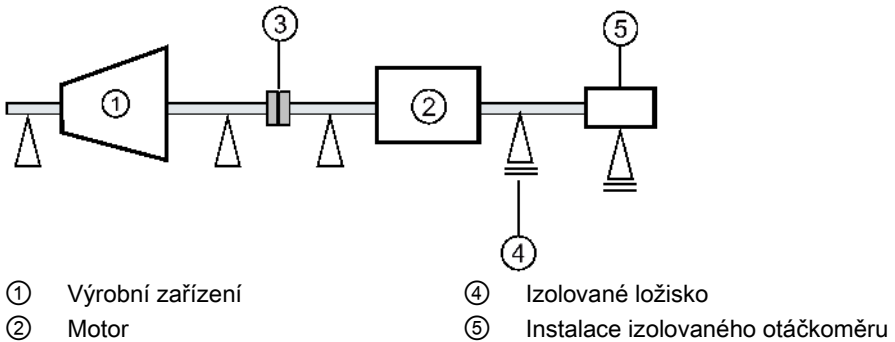 ③
⑤
①
②
④
① Výrobní zařízení
④ Izolované ložisko
② Motor
⑤ Instalace izolovaného otáčkoměru